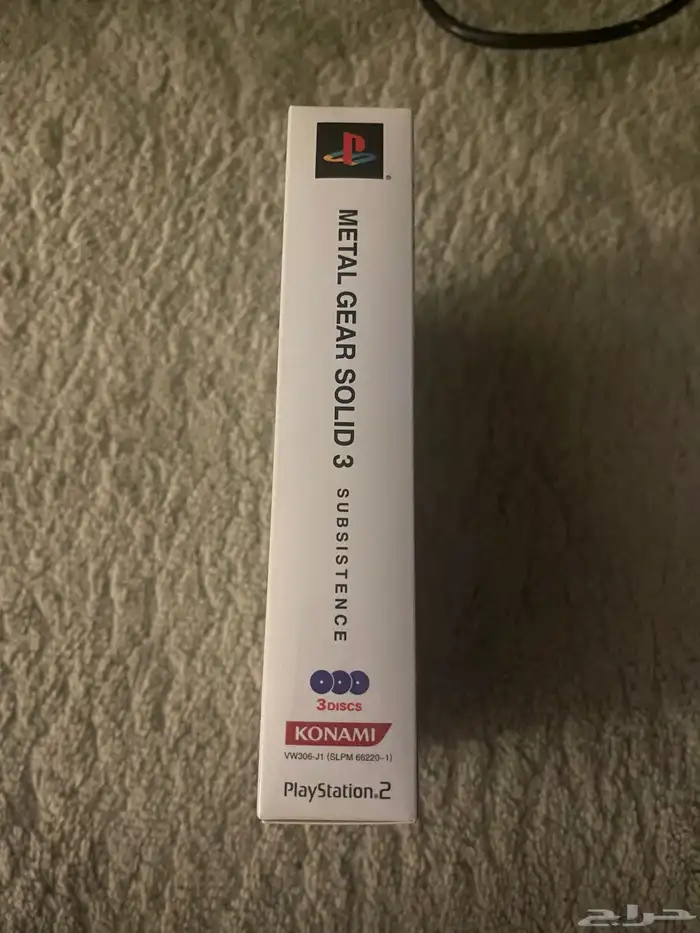 METAL GEAR SOLID 3 SUBSISTENCE
3DISCS
KONAMI
VW306-J1 (SLPM 66220~1)
PlayStation®2
حراج